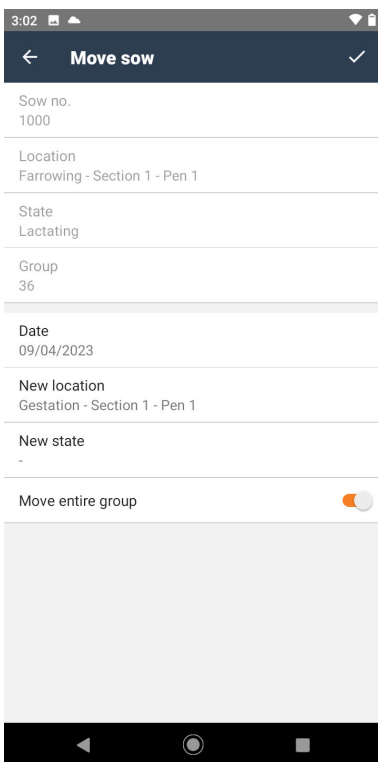 3:02
Move sow
Sow no.
1000
Location
Farrowing - Section 1 - Pen 1
State
Lactating
Group
36
Date
09/04/2023
New location
Gestation - Section 1 - Pen 1
New state
-
Move entire group